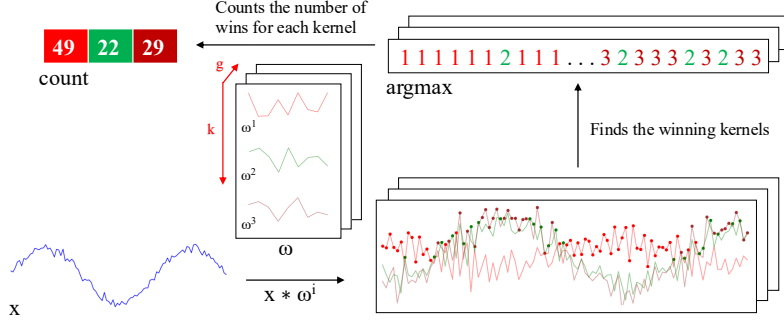 Counts the number of
wins for each kernel
49 22 29
count
1 1 1 1 1 1 2 1 1 1 ... 3 2 3 3 3 2 3 2 3 3
argmax
g
k
ω¹
ω²
ω³
ω
Finds the winning kernels
x
x * ωⁱ